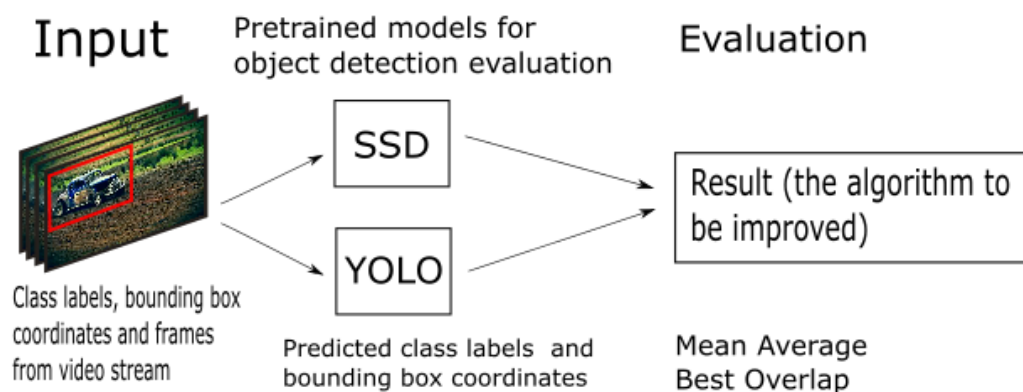 Input
Pretrained models for
object detection evaluation
Evaluation
SSD
YOLO
Result (the algorithm to
be improved)
Class labels, bounding box
coordinates and frames
from video stream
Predicted class labels and
bounding box coordinates
Mean Average
Best Overlap